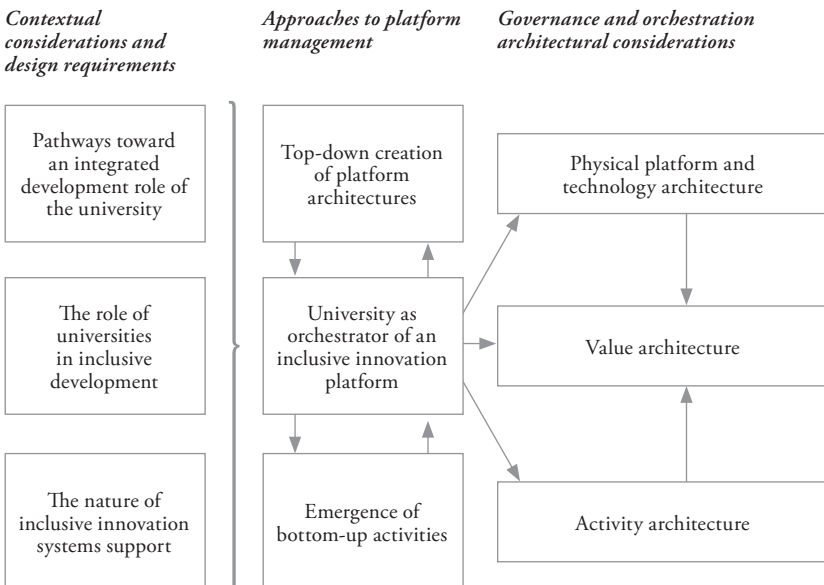 Contextual
considerations and
design requirements
Approaches to platform
management
Governance and orchestration
architectural considerations
Pathways toward
an integrated
development role of
the university
Top-down creation
of platform
architectures
Physical platform and
technology architecture
The role of
universities
in inclusive
development
University as
orchestrator of an
inclusive innovation
platform
Value architecture
The nature of
inclusive innovation
systems support
Emergence of
bottom-up activities
Activity architecture